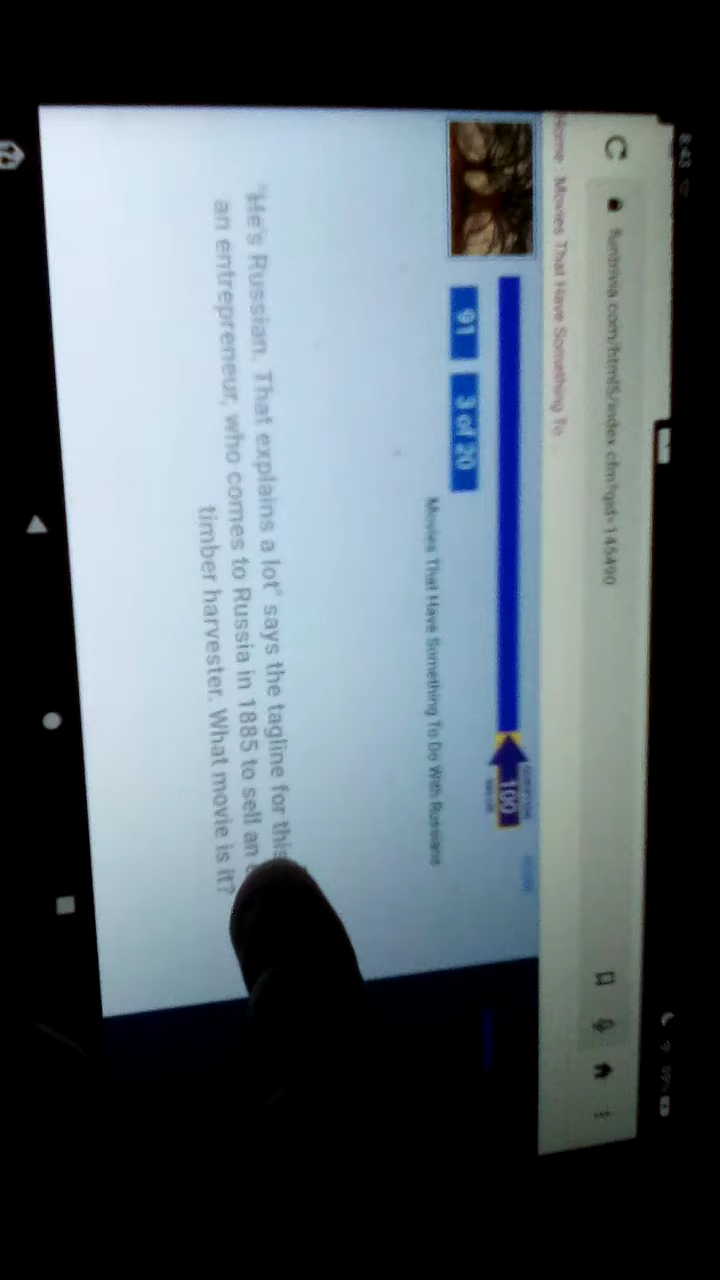 8:43
funtrivia.com/html5/index.cfm?qid=145490
Home Movies That Have Something To
100
91 3 of 20
Movies That Have Something To Do With Russians
"He's Russian. That explains a lot" says the tagline for this
an entrepreneur, who comes to Russia in 1885 to sell an
timber harvester. What movie is it?